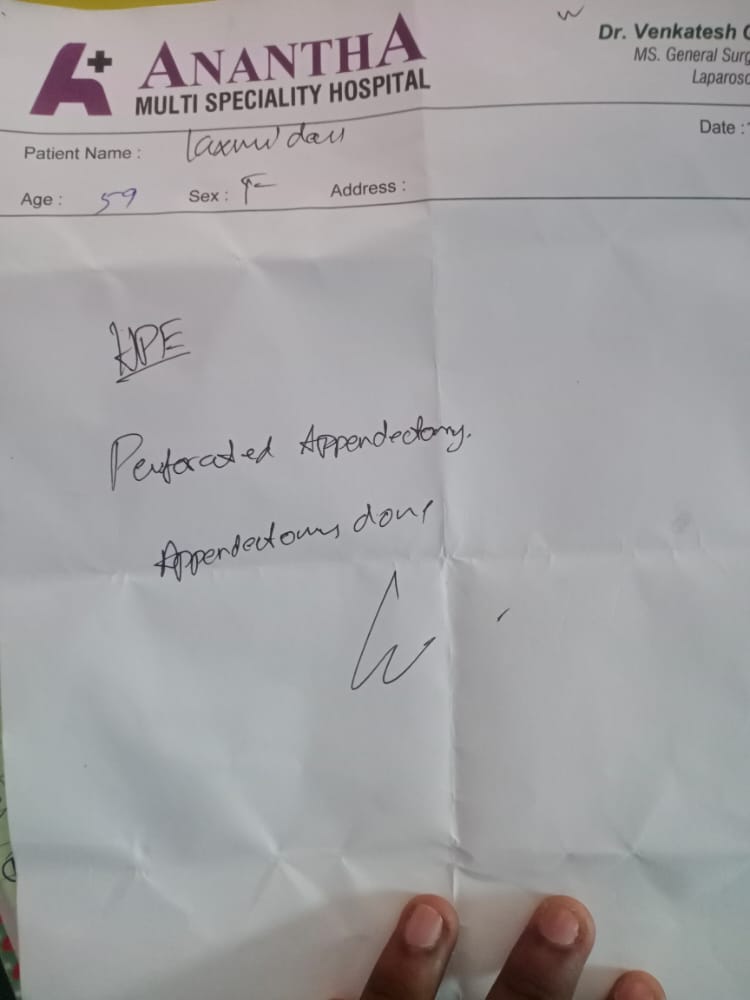 ANANTHA
MULTI SPECIALITY HOSPITAL
Dr. Venkatesh
MS. General Surg
Laparosc
Date :
Patient Name : Laxmi das
Age : 59 Sex : F Address :
HPE
Perforated Appendectomy.
Appendectomy done